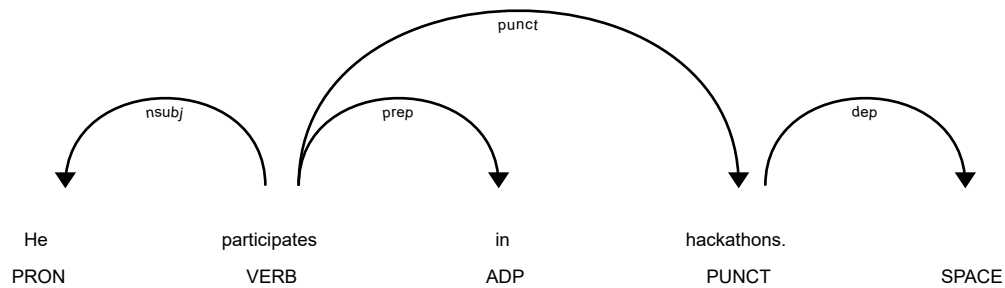 punct
nsubj prep dep
He participates in hackathons.
PRON VERB ADP PUNCT SPACE